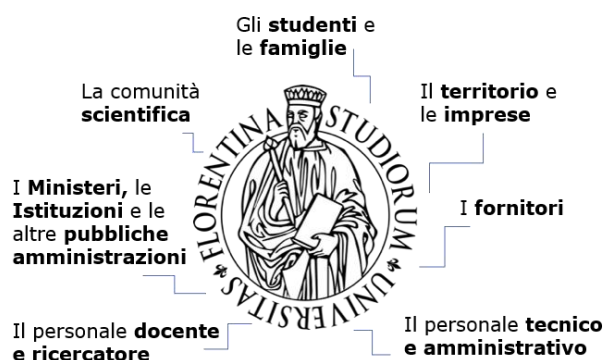 Gli studenti e
le famiglie
La comunità
scientifica
Il territorio e
le imprese
I Ministeri, le
Istituzioni e le
altre pubbliche
amministrazioni
I fornitori
Il personale docente
e ricercatore
Il personale tecnico
e amministrativo
FLORENTINA STUDIORUM UNIVERSITAS